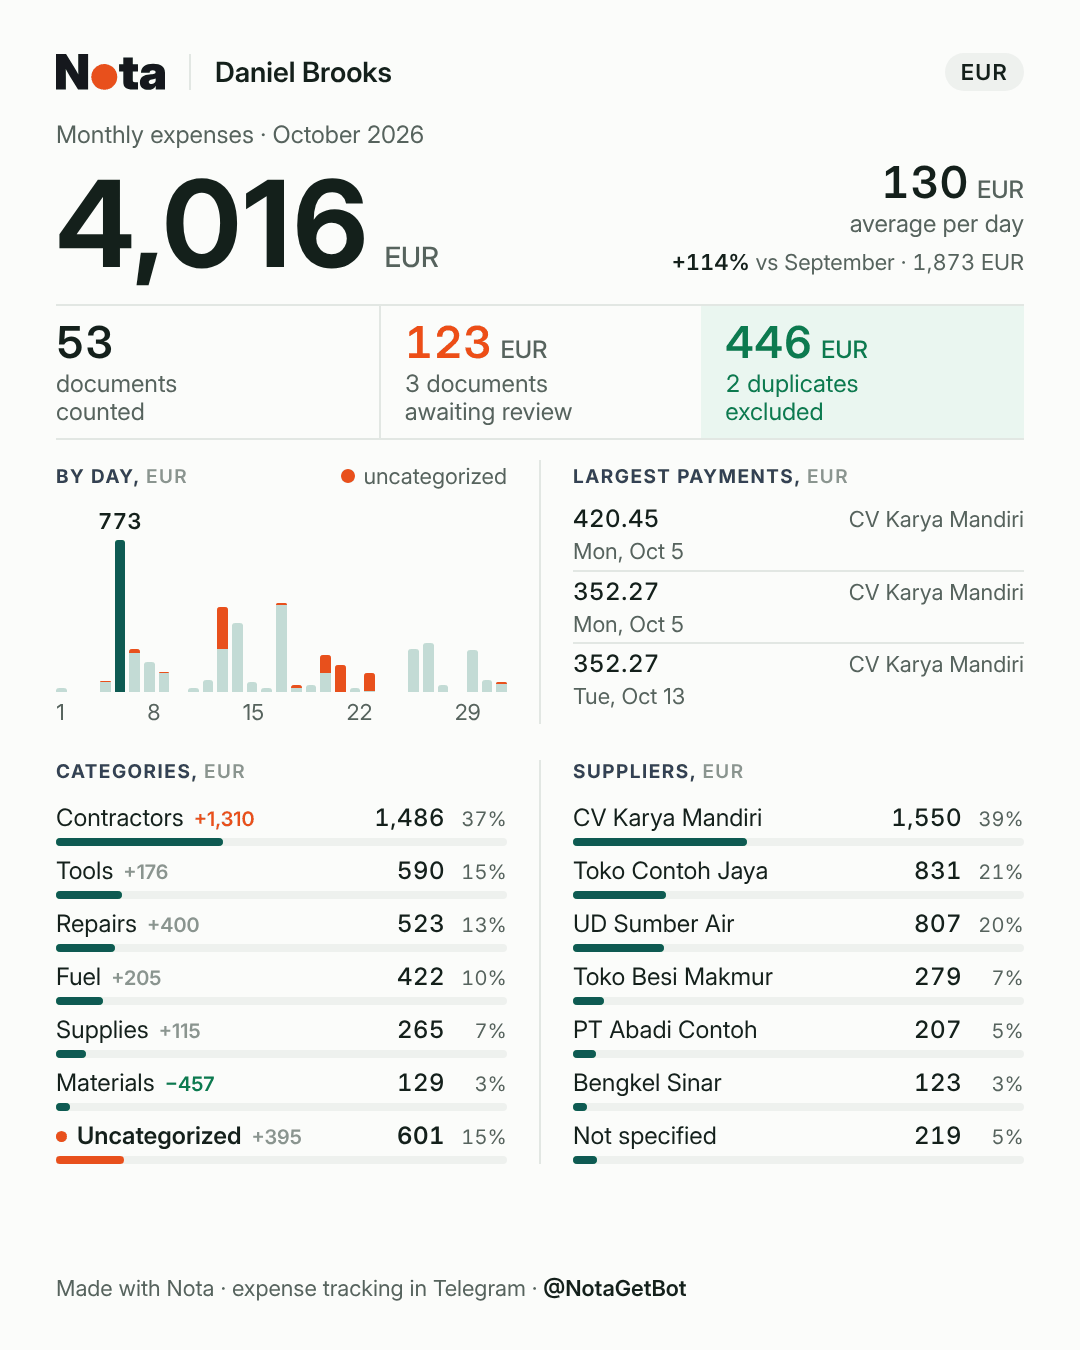 Nota
Daniel Brooks
EUR
Monthly expenses · October 2026
4,016 EUR
130 EUR
average per day
+114% vs September · 1,873 EUR
53
documents
counted
123 EUR
3 documents
awaiting review
446 EUR
2 duplicates
excluded
BY DAY, EUR
uncategorized
773
1 8 15 22 29
LARGEST PAYMENTS, EUR
420.45 CV Karya Mandiri
Mon, Oct 5
352.27 CV Karya Mandiri
Mon, Oct 5
352.27 CV Karya Mandiri
Tue, Oct 13
CATEGORIES, EUR
Contractors +1,310 1,486 37%
Tools +176 590 15%
Repairs +400 523 13%
Fuel +205 422 10%
Supplies +115 265 7%
Materials −457 129 3%
Uncategorized +395 601 15%
SUPPLIERS, EUR
CV Karya Mandiri 1,550 39%
Toko Contoh Jaya 831 21%
UD Sumber Air 807 20%
Toko Besi Makmur 279 7%
PT Abadi Contoh 207 5%
Bengkel Sinar 123 3%
Not specified 219 5%
Made with Nota · expense tracking in Telegram · @NotaGetBot